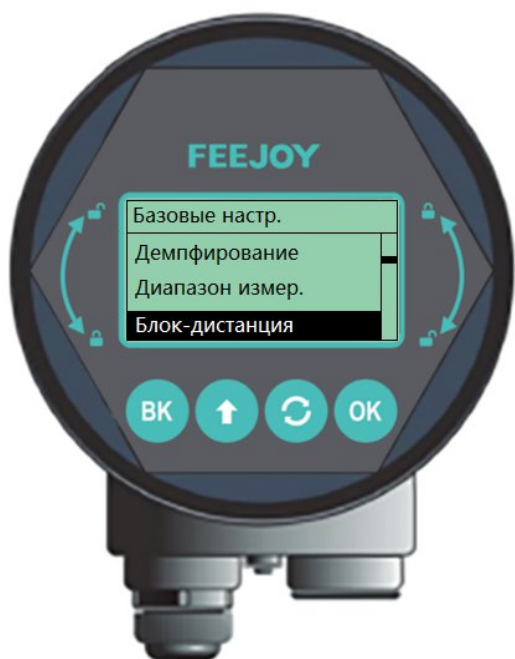 FEEJOY
Базовые настр.
Демпфирование
Диапазон измер.
Блок-дистанция
BK
OK